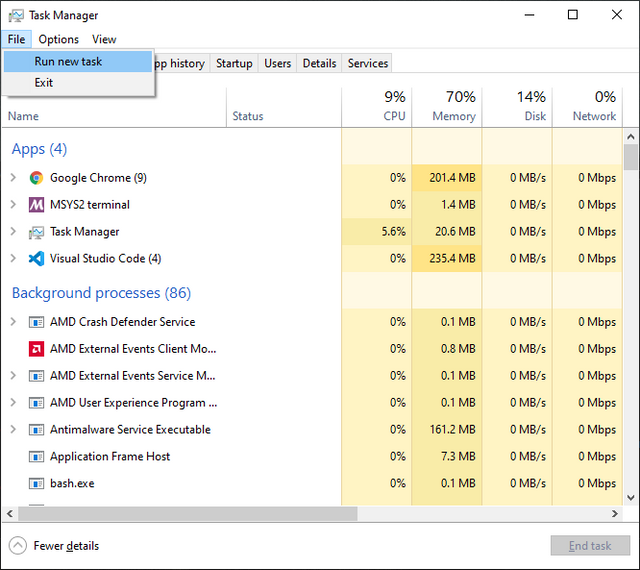 Task Manager
File Options View
Run new task
Exit
App history Startup Users Details Services
9% 70% 14% 0%
Name Status CPU Memory Disk Network
Apps (4)
Google Chrome (9) 0% 201.4 MB 0 MB/s 0 Mbps
MSYS2 terminal 0% 1.4 MB 0 MB/s 0 Mbps
Task Manager 5.6% 20.6 MB 0 MB/s 0 Mbps
Visual Studio Code (4) 0% 235.4 MB 0 MB/s 0 Mbps
Background processes (86)
AMD Crash Defender Service 0% 0.1 MB 0 MB/s 0 Mbps
AMD External Events Client Mo... 0% 0.8 MB 0 MB/s 0 Mbps
AMD External Events Service M... 0% 0.1 MB 0 MB/s 0 Mbps
AMD User Experience Program ... 0% 0.1 MB 0 MB/s 0 Mbps
Antimalware Service Executable 0% 161.2 MB 0 MB/s 0 Mbps
Application Frame Host 0% 7.3 MB 0 MB/s 0 Mbps
bash.exe 0% 0.1 MB 0 MB/s 0 Mbps
Fewer details End task